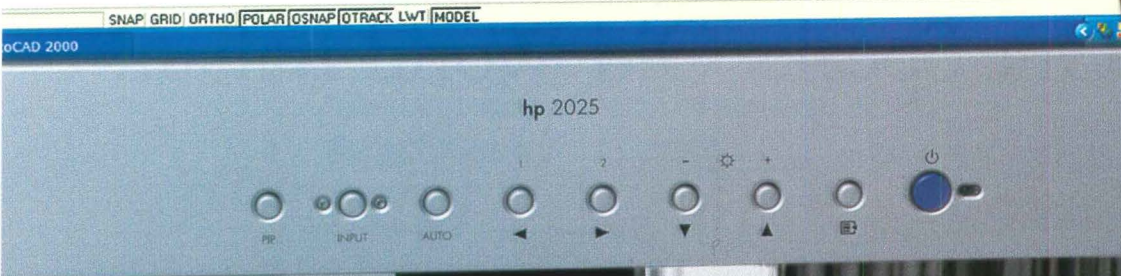 SNAP GRID ORTHO POLAR OSNAP OTRACK LWT MODEL
oCAD 2000
hp 2025
1 2 - +
PIP INPUT AUTO